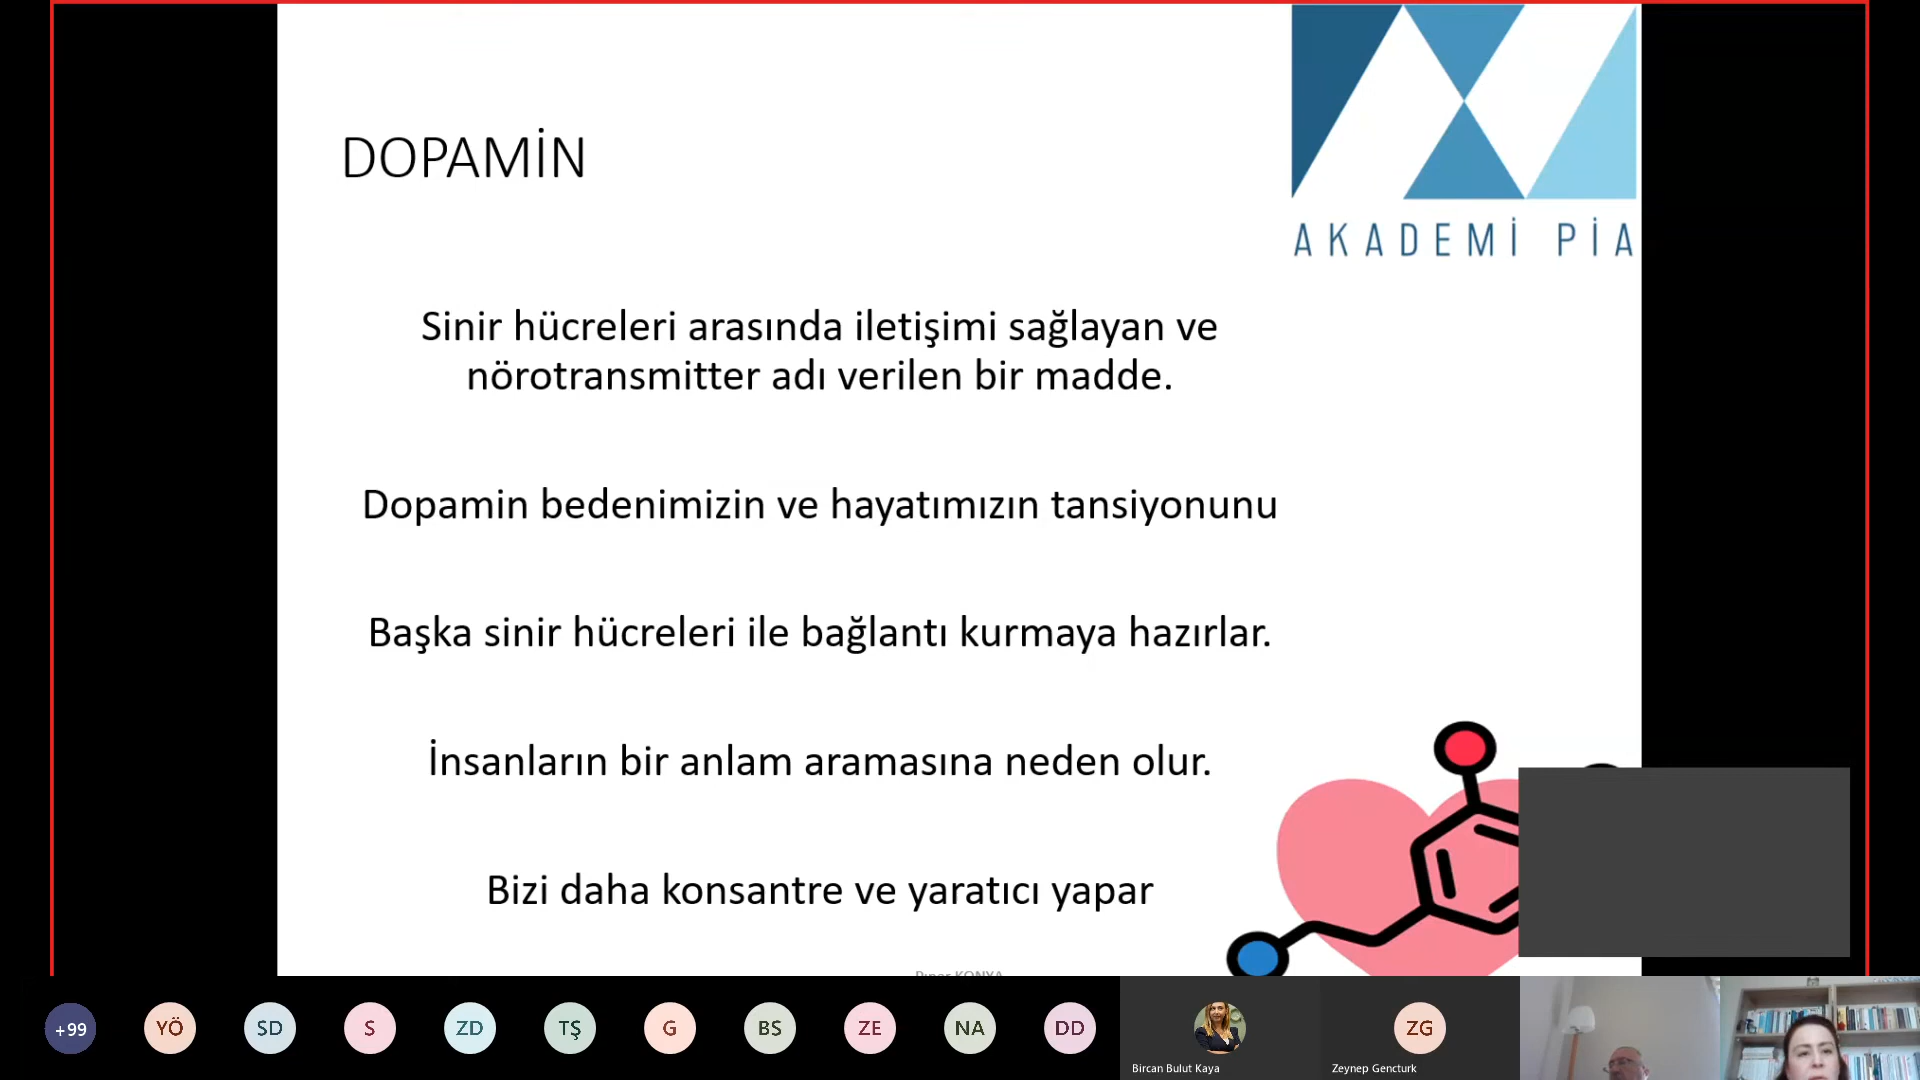 DOPAMİN
AKADEMİ PİA
Sinir hücreleri arasında iletişimi sağlayan ve
nörotransmitter adı verilen bir madde.
Dopamin bedenimizin ve hayatımızın tansiyonunu
Başka sinir hücreleri ile bağlantı kurmaya hazırlar.
İnsanların bir anlam aramasına neden olur.
Bizi daha konsantre ve yaratıcı yapar
Pınar KONYA
+99 YÖ SD S ZD TŞ G BS ZE NA DD ZG
Bircan Bulut Kaya Zeynep Gencturk